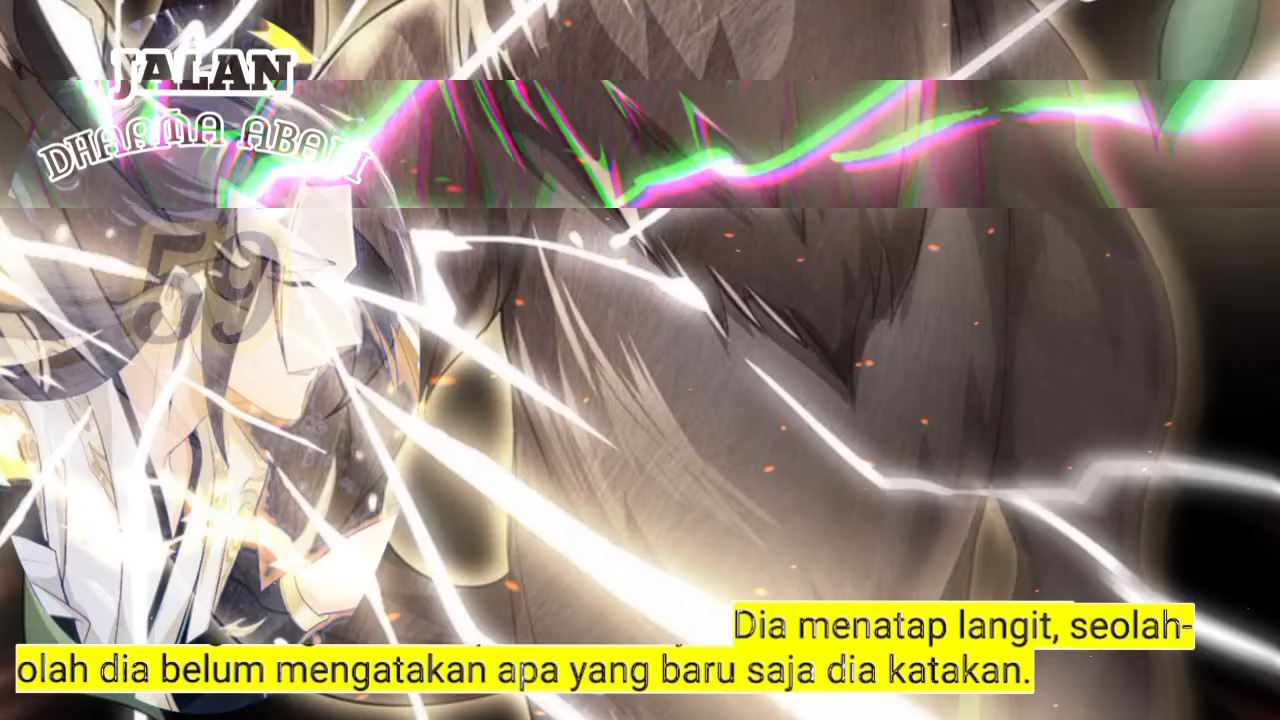 JALAN
DHARMA ABADI
59
Dia menatap langit, seolah-
olah dia belum mengatakan apa yang baru saja dia katakan.